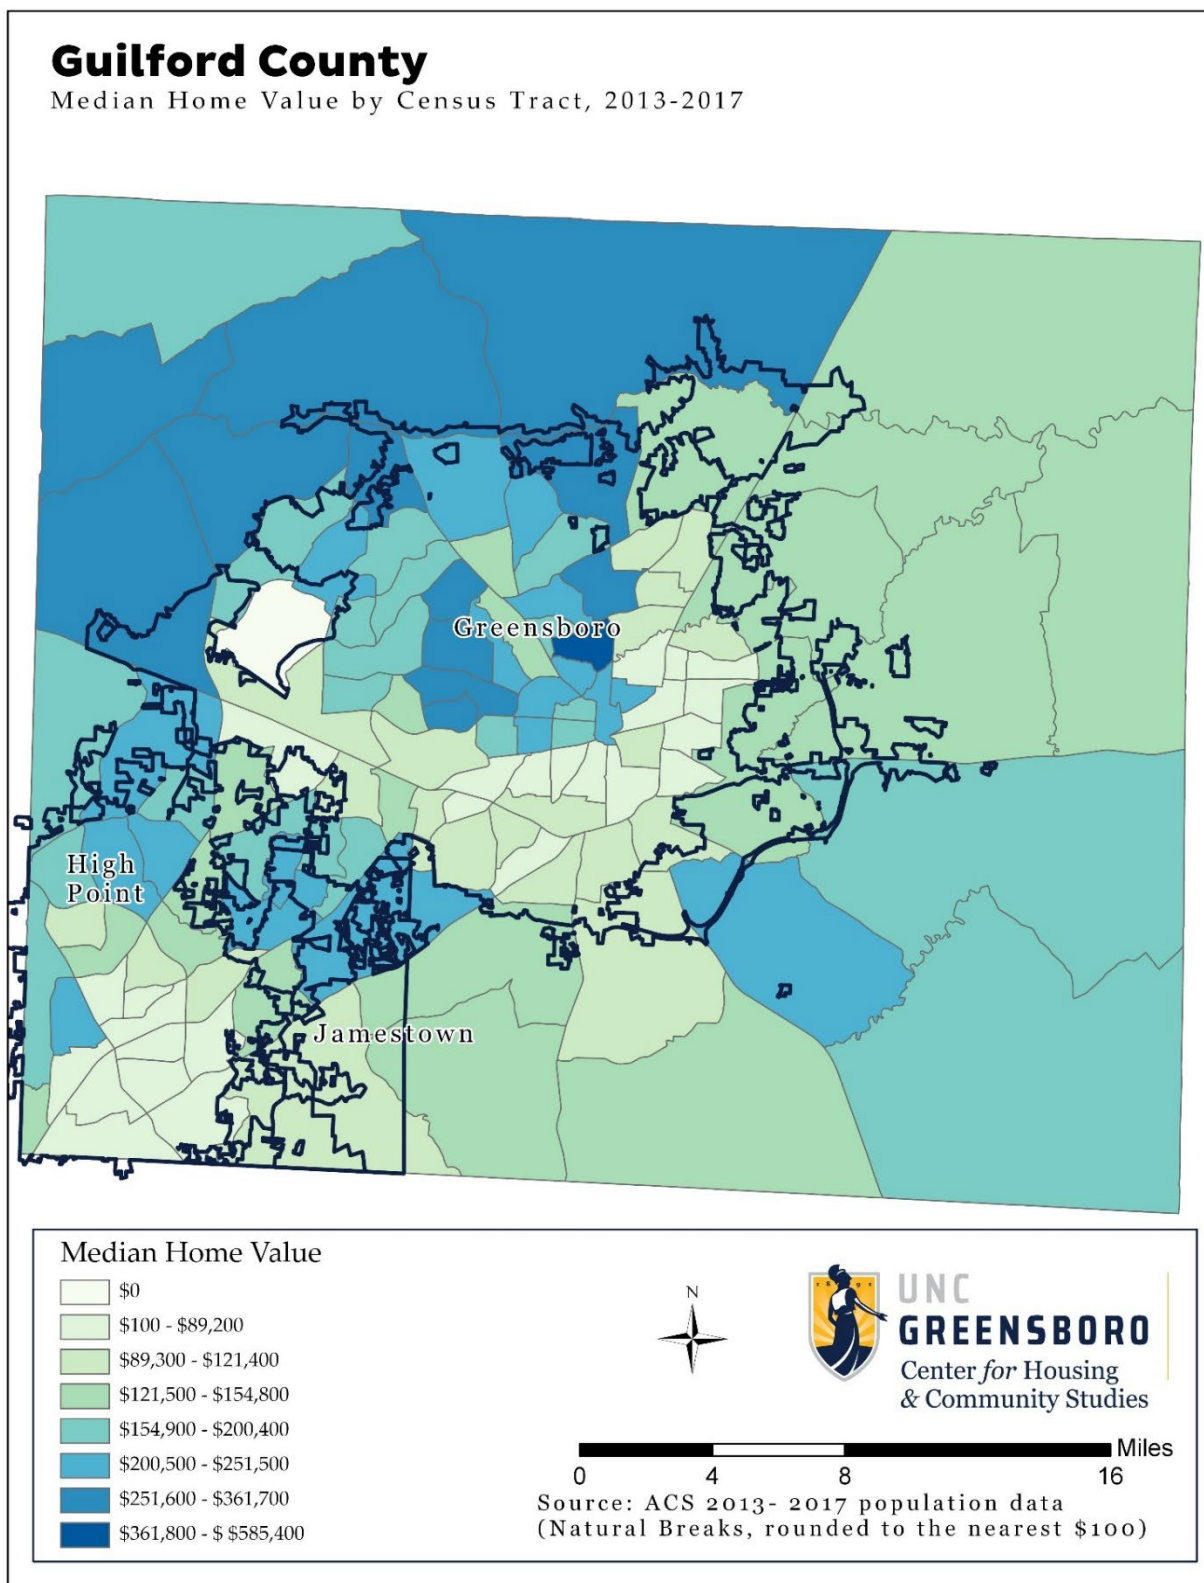 Guilford County
Median Home Value by Census Tract, 2013-2017
Greensboro
High
Point
Jamestown
Median Home Value
$0
$100 - $89,200
$89,300 - $121,400
$121,500 - $154,800
$154,900 - $200,400
$200,500 - $251,500
$251,600 - $361,700
$361,800 - $ $585,400
N
UNC
GREENSBORO
Center for Housing
& Community Studies
Miles
0 4 8 16
Source: ACS 2013- 2017 population data
(Natural Breaks, rounded to the nearest $100)